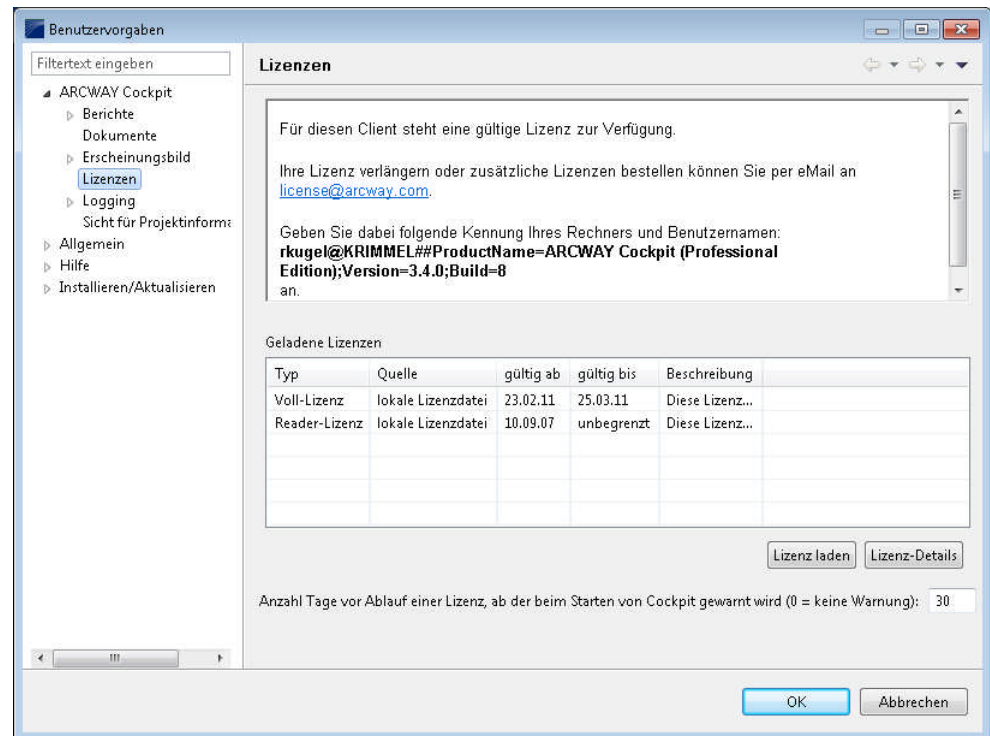 Benutzervorgaben
Filtertext eingeben
ARCWAY Cockpit
Berichte
Dokumente
Erscheinungsbild
Lizenzen
Logging
Sicht für Projektinforma
Allgemein
Hilfe
Installieren/Aktualisieren
Lizenzen
Für diesen Client steht eine gültige Lizenz zur Verfügung.
Ihre Lizenz verlängern oder zusätzliche Lizenzen bestellen können Sie per eMail an
license@arcway.com.
Geben Sie dabei folgende Kennung Ihres Rechners und Benutzernamen:
rkugel@KRIMMEL##ProductName=ARCWAY Cockpit (Professional
Edition);Version=3.4.0;Build=8
an.
Geladene Lizenzen
Typ Quelle gültig ab gültig bis Beschreibung
Voll-Lizenz lokale Lizenzdatei 23.02.11 25.03.11 Diese Lizenz...
Reader-Lizenz lokale Lizenzdatei 10.09.07 unbegrenzt Diese Lizenz...
Lizenz laden Lizenz-Details
Anzahl Tage vor Ablauf einer Lizenz, ab der beim Starten von Cockpit gewarnt wird (0 = keine Warnung): 30
OK Abbrechen